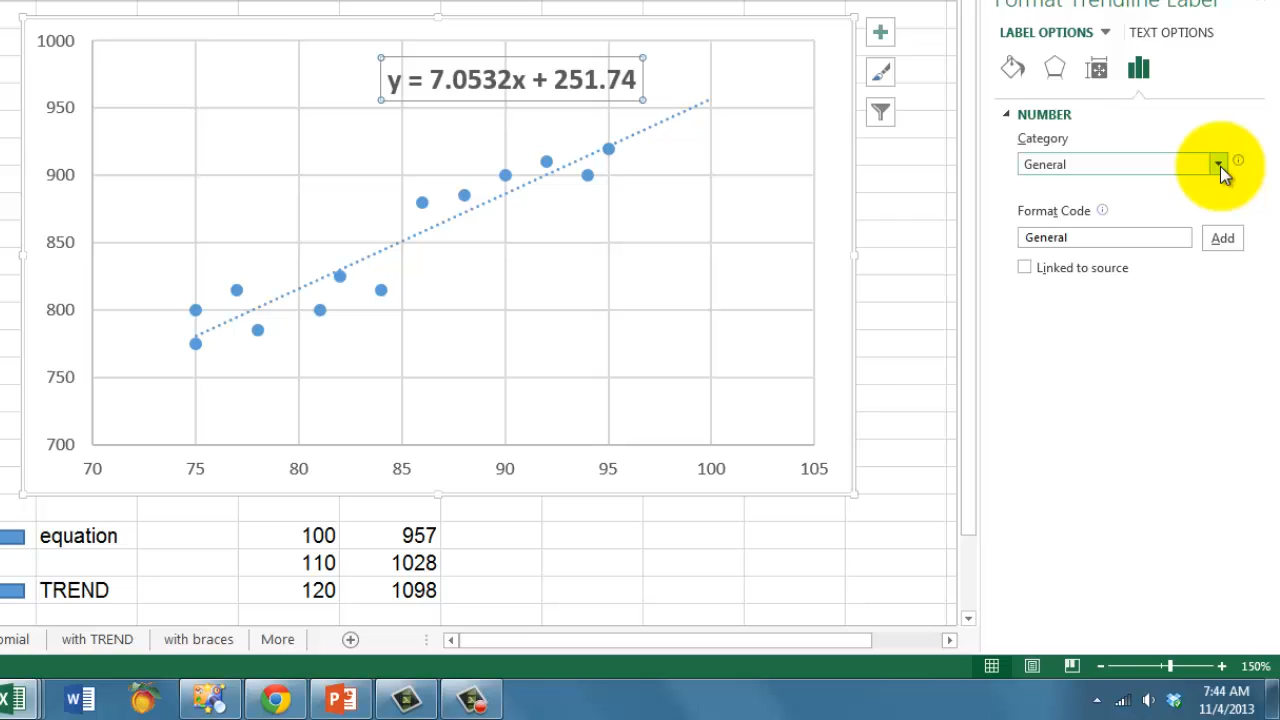 Format Trendline Label
LABEL OPTIONS TEXT OPTIONS
NUMBER
Category
General
Format Code
General Add
Linked to source
1000
950
900
850
800
750
700
70 75 80 85 90 95 100 105
y = 7.0532x + 251.74
equation 100 957
110 1028
TREND 120 1098
omial with TREND with braces More
150%
7:44 AM
11/4/2013